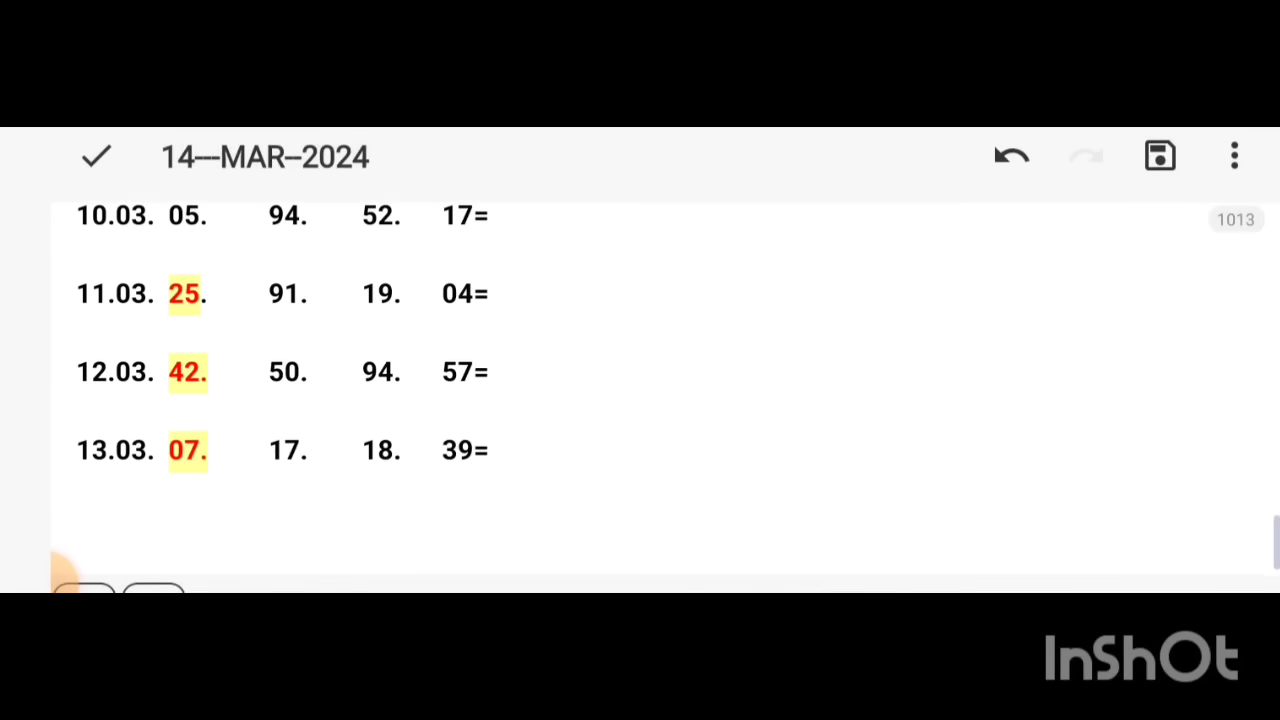 14---MAR--2024
10.03. 05. 94. 52. 17=
1013
11.03. 25. 91. 19. 04=
12.03. 42. 50. 94. 57=
13.03. 07. 17. 18. 39=
InShOt